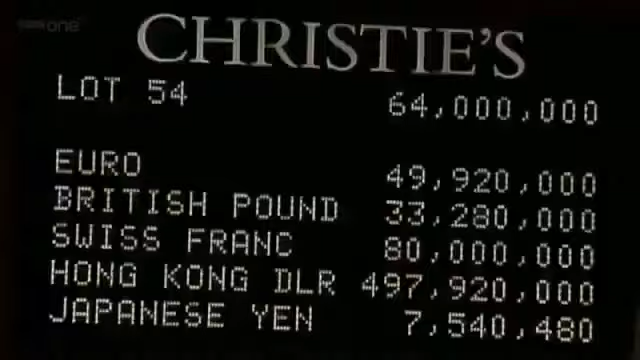 one
CHRISTIE'S
LOT 54 64,000,000
EURO 49,920,000
BRITISH POUND 33,280,000
SWISS FRANC 80,000,000
HONG KONG DLR 497,920,000
JAPANESE YEN 7,540,480